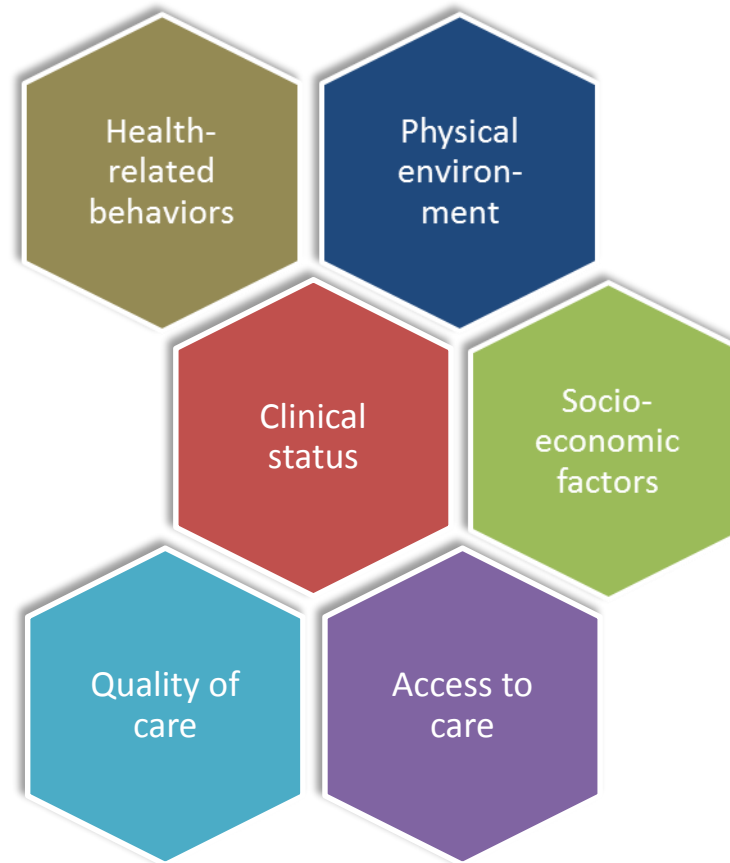 Health-
related
behaviors
Physical
environ-
ment
Clinical
status
Socio-
economic
factors
Quality of
care
Access to
care